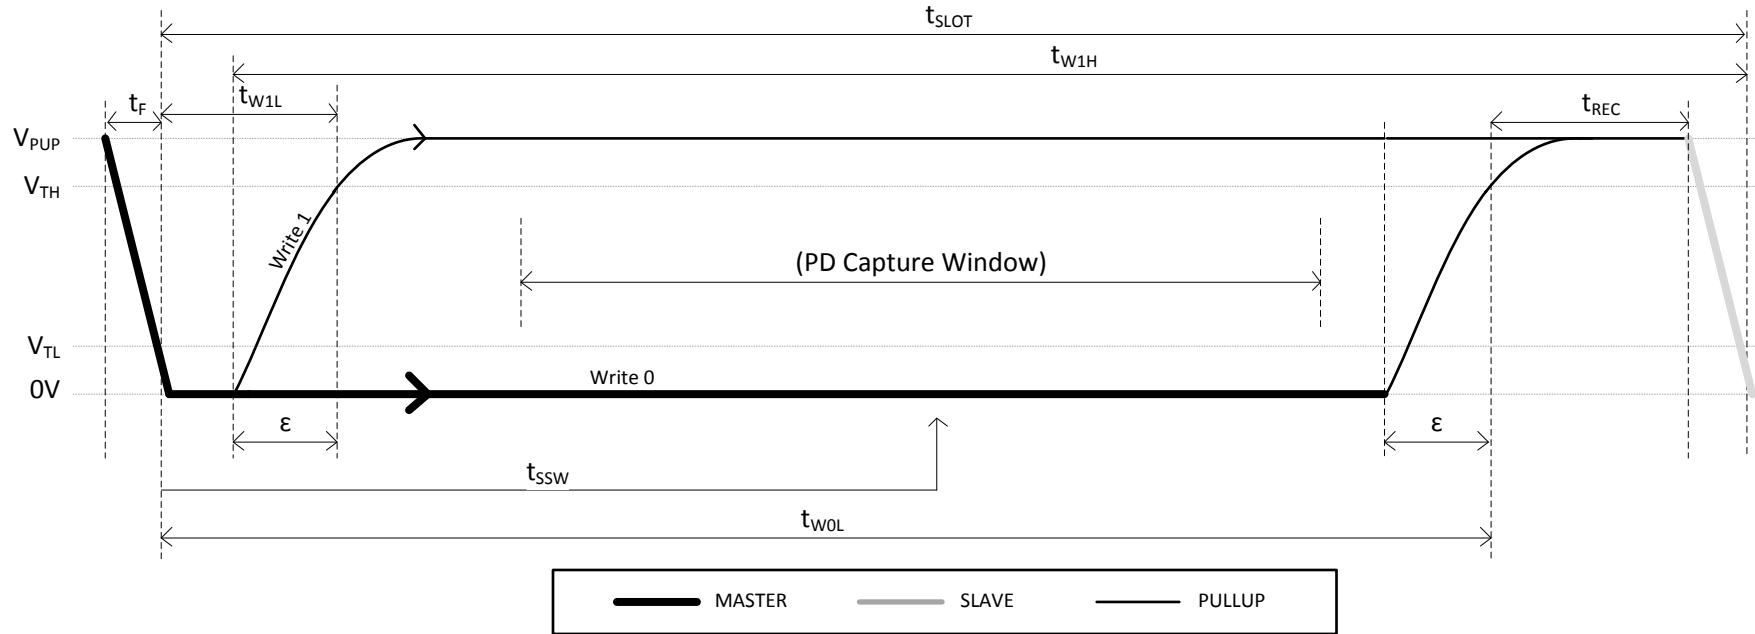 tSLOT
tW1H
tF
tW1L
tREC
VPUP
VTH
Write 1
(PD Capture Window)
VTL
0V
Write 0
ε
ε
tSSW
tW0L
MASTER
SLAVE
PULLUP